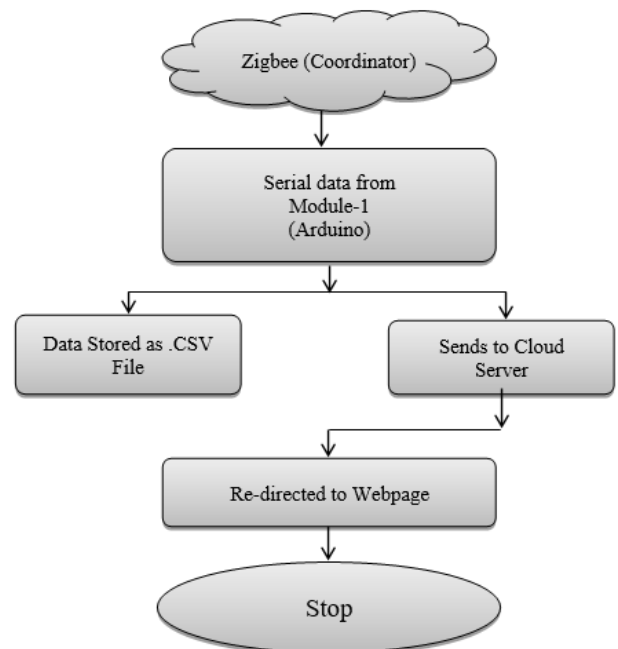 Zigbee (Coordinator)
Serial data from
Module-1
(Arduino)
Data Stored as .CSV
File
Sends to Cloud
Server
Re-directed to Webpage
Stop